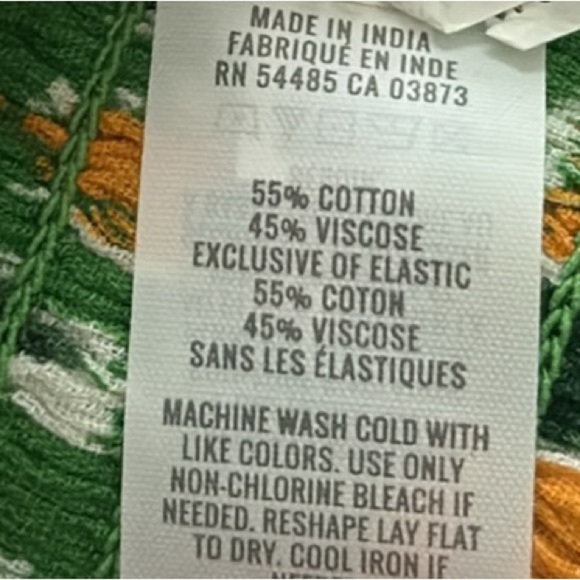 MADE IN INDIA
FABRIQUÉ EN INDE
RN 54485 CA 03873
55% COTTON
45% VISCOSE
EXCLUSIVE OF ELASTIC
55% COTON
45% VISCOSE
SANS LES ÉLASTIQUES
MACHINE WASH COLD WITH
LIKE COLORS. USE ONLY
NON-CHLORINE BLEACH IF
NEEDED. RESHAPE LAY FLAT
TO DRY. COOL IRON IF